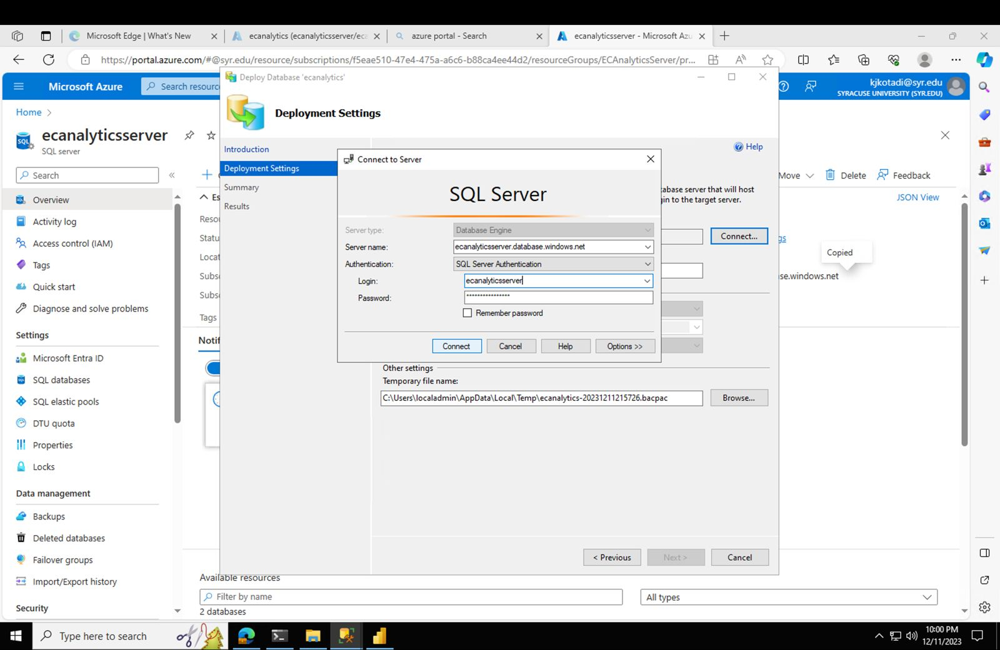 Microsoft Edge | What's New
ecanalytics (ecanalyticsserver/eca
azure portal - Search
ecanalyticsserver - Microsoft Azu
https://portal.azure.com/#@syr.edu/resource/subscriptions/f5eae510-47e4-475a-a6c6-b88ca4ee44d2/resourceGroups/ECAnalyticsServer/pr...
Microsoft Azure
Search resourc
kjkotadi@syr.edu
SYRACUSE UNIVERSITY (SYR.EDU)
Home >
ecanalyticsserver
SQL server
Search
Overview
Activity log
Access control (IAM)
Tags
Quick start
Diagnose and solve problems
Settings
Microsoft Entra ID
SQL databases
SQL elastic pools
DTU quota
Properties
Locks
Data management
Backups
Deleted databases
Failover groups
Import/Export history
Security
Es
Resou
Statu
Locat
Subsc
Subsc
Tags
Notif
Move
Delete
Feedback
JSON View
Copied
se.windows.net
Deploy Database 'ecanalytics'
Deployment Settings
Introduction
Deployment Settings
Summary
Results
Help
tabase server that will host
in to the target server.
Connect...
gs
Connect to Server
SQL Server
Server type: Database Engine
Server name: ecanalyticsserver.database.windows.net
Authentication: SQL Server Authentication
Login: ecanalyticsserver
Password: ****************
Remember password
Connect Cancel Help Options >>
Other settings
Temporary file name:
C:\Users\localadmin\AppData\Local\Temp\ecanalytics-20231211215726.bacpac
Browse...
< Previous Next > Cancel
Available resources
Filter by name
All types
2 databases
Type here to search
10:00 PM
12/11/2023